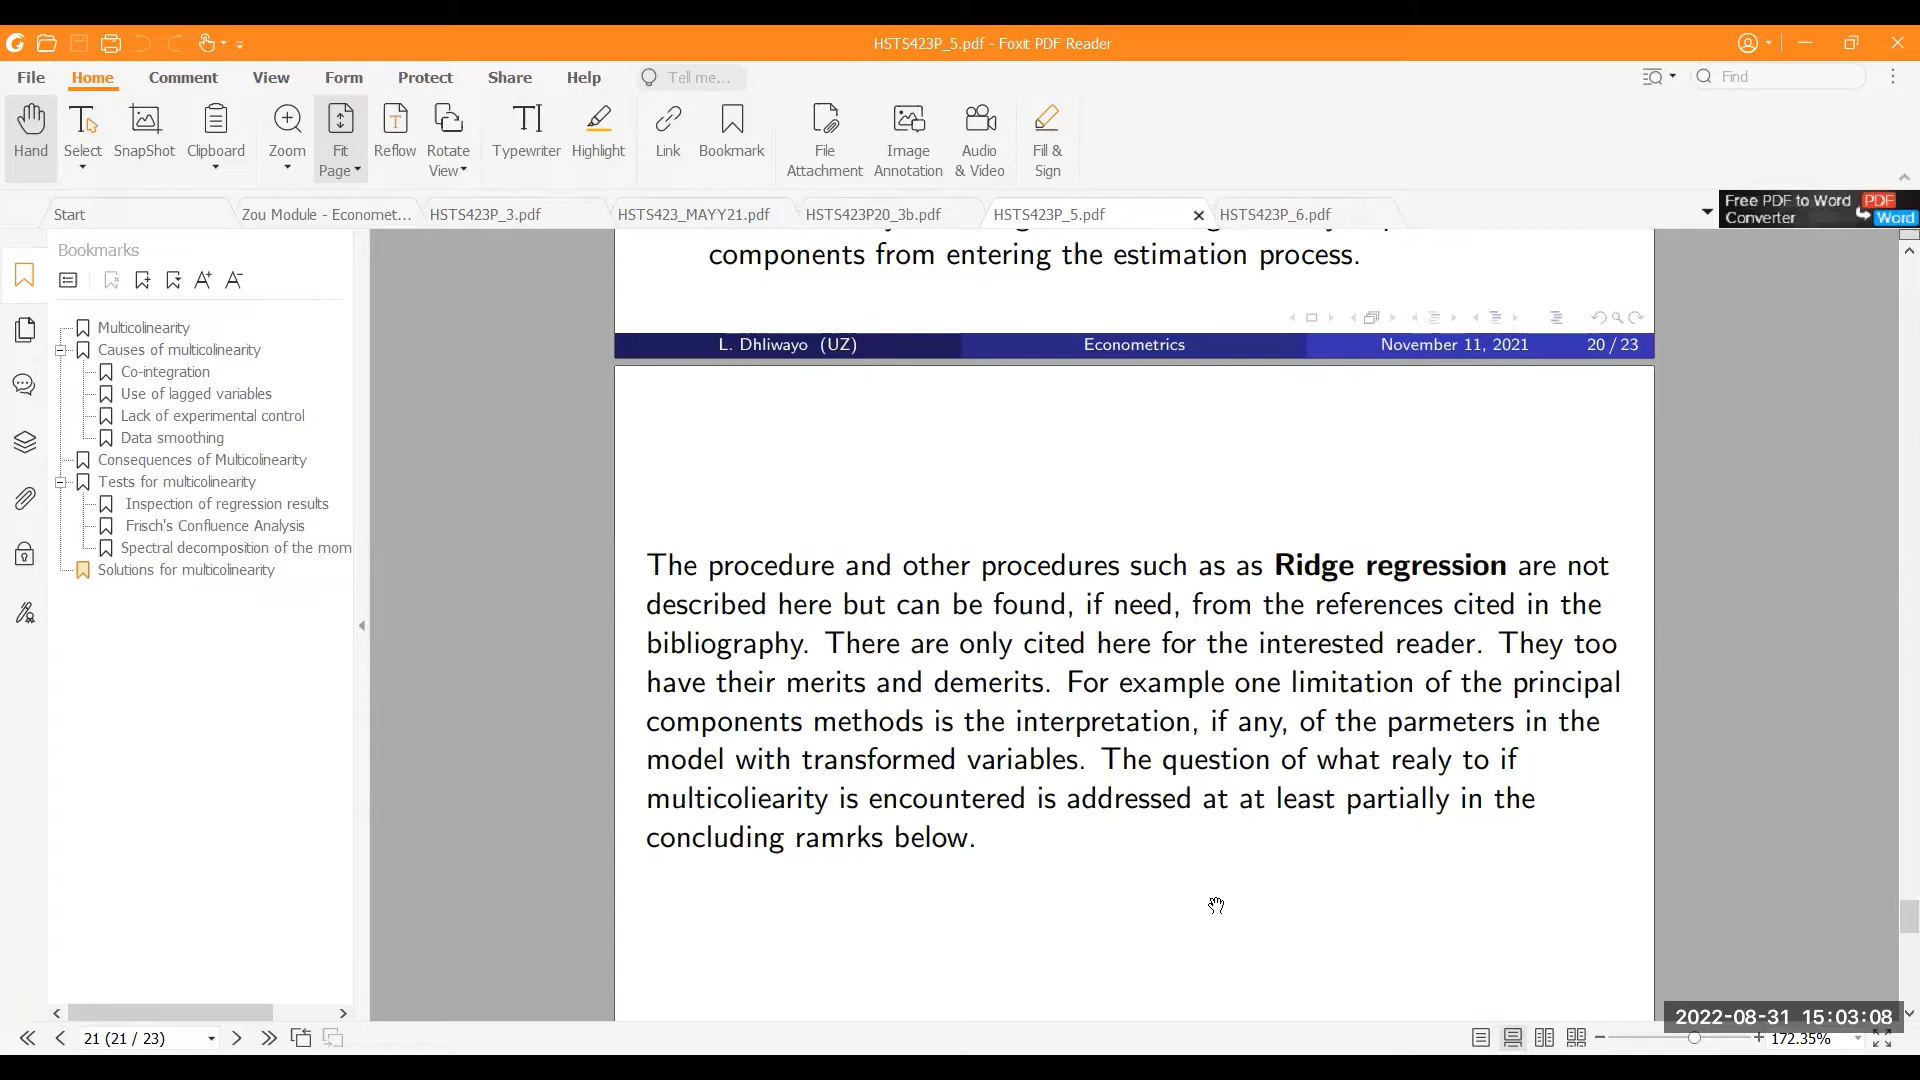 HSTS423P_5.pdf - Foxit PDF Reader
File Home Comment View Form Protect Share Help Tell me... Find
Hand Select SnapShot Clipboard Zoom Fit Page Reflow Rotate View Typewriter Highlight Link Bookmark File Attachment Image Annotation Audio & Video Fill & Sign
Start Zou Module - Economet... HSTS423P_3.pdf HSTS423_MAYY21.pdf HSTS423P20_3b.pdf HSTS423P_5.pdf HSTS423P_6.pdf
Free PDF to Word Converter PDF Word
Bookmarks
Multicolinearity
Causes of multicolinearity
Co-integration
Use of lagged variables
Lack of experimental control
Data smoothing
Consequences of Multicolinearity
Tests for multicolinearity
Inspection of regression results
Frisch's Confluence Analysis
Spectral decomposition of the mom
Solutions for multicolinearity
components from entering the estimation process.
L. Dhliwayo (UZ) Econometrics November 11, 2021 20 / 23
The procedure and other procedures such as as Ridge regression are not
described here but can be found, if need, from the references cited in the
bibliography. There are only cited here for the interested reader. They too
have their merits and demerits. For example one limitation of the principal
components methods is the interpretation, if any, of the parmeters in the
model with transformed variables. The question of what realy to if
multicoliearity is encountered is addressed at at least partially in the
concluding ramrks below.
2022-08-31 15:03:08
21 (21 / 23) 172.35%